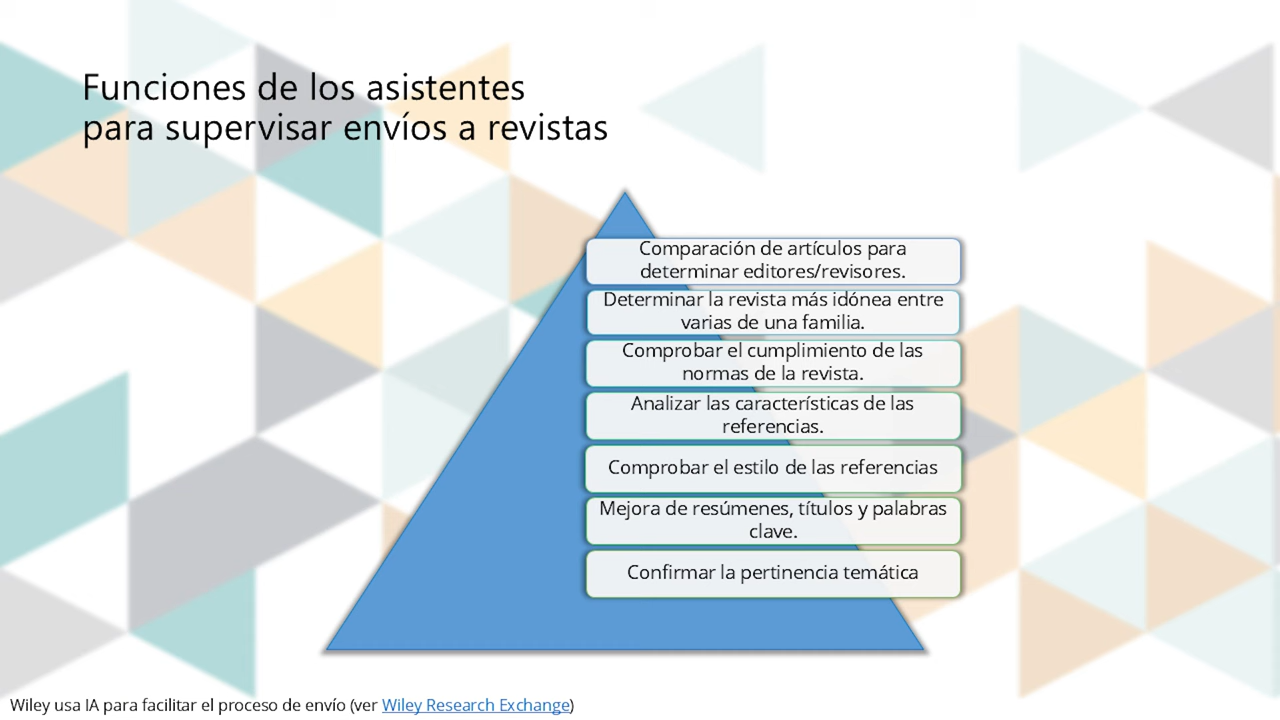 Funciones de los asistentes
para supervisar envíos a revistas
Comparación de artículos para
determinar editores/revisores.
Determinar la revista más idónea entre
varias de una familia.
Comprobar el cumplimiento de las
normas de la revista.
Analizar las características de las
referencias.
Comprobar el estilo de las referencias
Mejora de resúmenes, títulos y palabras
clave.
Confirmar la pertinencia temática
Wiley usa IA para facilitar el proceso de envío (ver Wiley Research Exchange)